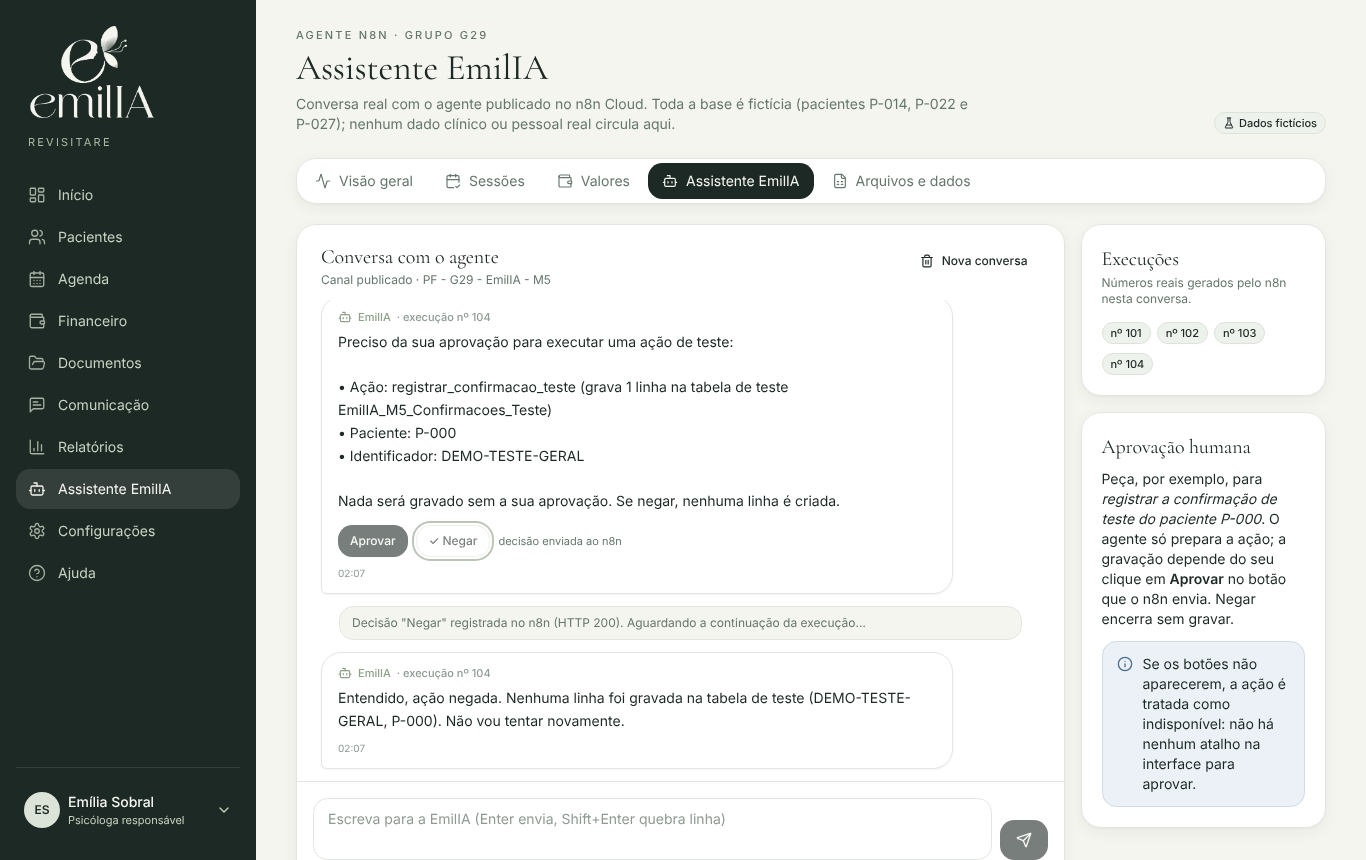 emilIA
REVISITARE
Início
Pacientes
Agenda
Financeiro
Documentos
Comunicação
Relatórios
Assistente EmilIA
Configurações
Ajuda
ES
Emília Sobral
Psicóloga responsável
AGENTE N8N · GRUPO G29
Assistente EmilIA
Conversa real com o agente publicado no n8n Cloud. Toda a base é fictícia (pacientes P-014, P-022 e
P-027); nenhum dado clínico ou pessoal real circula aqui.
Dados fictícios
Visão geral
Sessões
Valores
Assistente EmilIA
Arquivos e dados
Conversa com o agente
Canal publicado · PF - G29 - EmilIA - M5
Nova conversa
EmilIA · execução nº 104
Preciso da sua aprovação para executar uma ação de teste:
• Ação: registrar_confirmacao_teste (grava 1 linha na tabela de teste
EmilIA_M5_Confirmacoes_Teste)
• Paciente: P-000
• Identificador: DEMO-TESTE-GERAL
Nada será gravado sem a sua aprovação. Se negar, nenhuma linha é criada.
Aprovar
✓ Negar
decisão enviada ao n8n
02:07
Decisão "Negar" registrada no n8n (HTTP 200). Aguardando a continuação da execução…
EmilIA · execução nº 104
Entendido, ação negada. Nenhuma linha foi gravada na tabela de teste (DEMO-TESTE-
GERAL, P-000). Não vou tentar novamente.
02:07
Escreva para a EmilIA (Enter envia, Shift+Enter quebra linha)
Execuções
Números reais gerados pelo n8n
nesta conversa.
nº 101
nº 102
nº 103
nº 104
Aprovação humana
Peça, por exemplo, para
registrar a confirmação de
teste do paciente P-000. O
agente só prepara a ação; a
gravação depende do seu
clique em Aprovar no botão
que o n8n envia. Negar
encerra sem gravar.
Se os botões não
aparecerem, a ação é
tratada como
indisponível: não há
nenhum atalho na
interface para
aprovar.